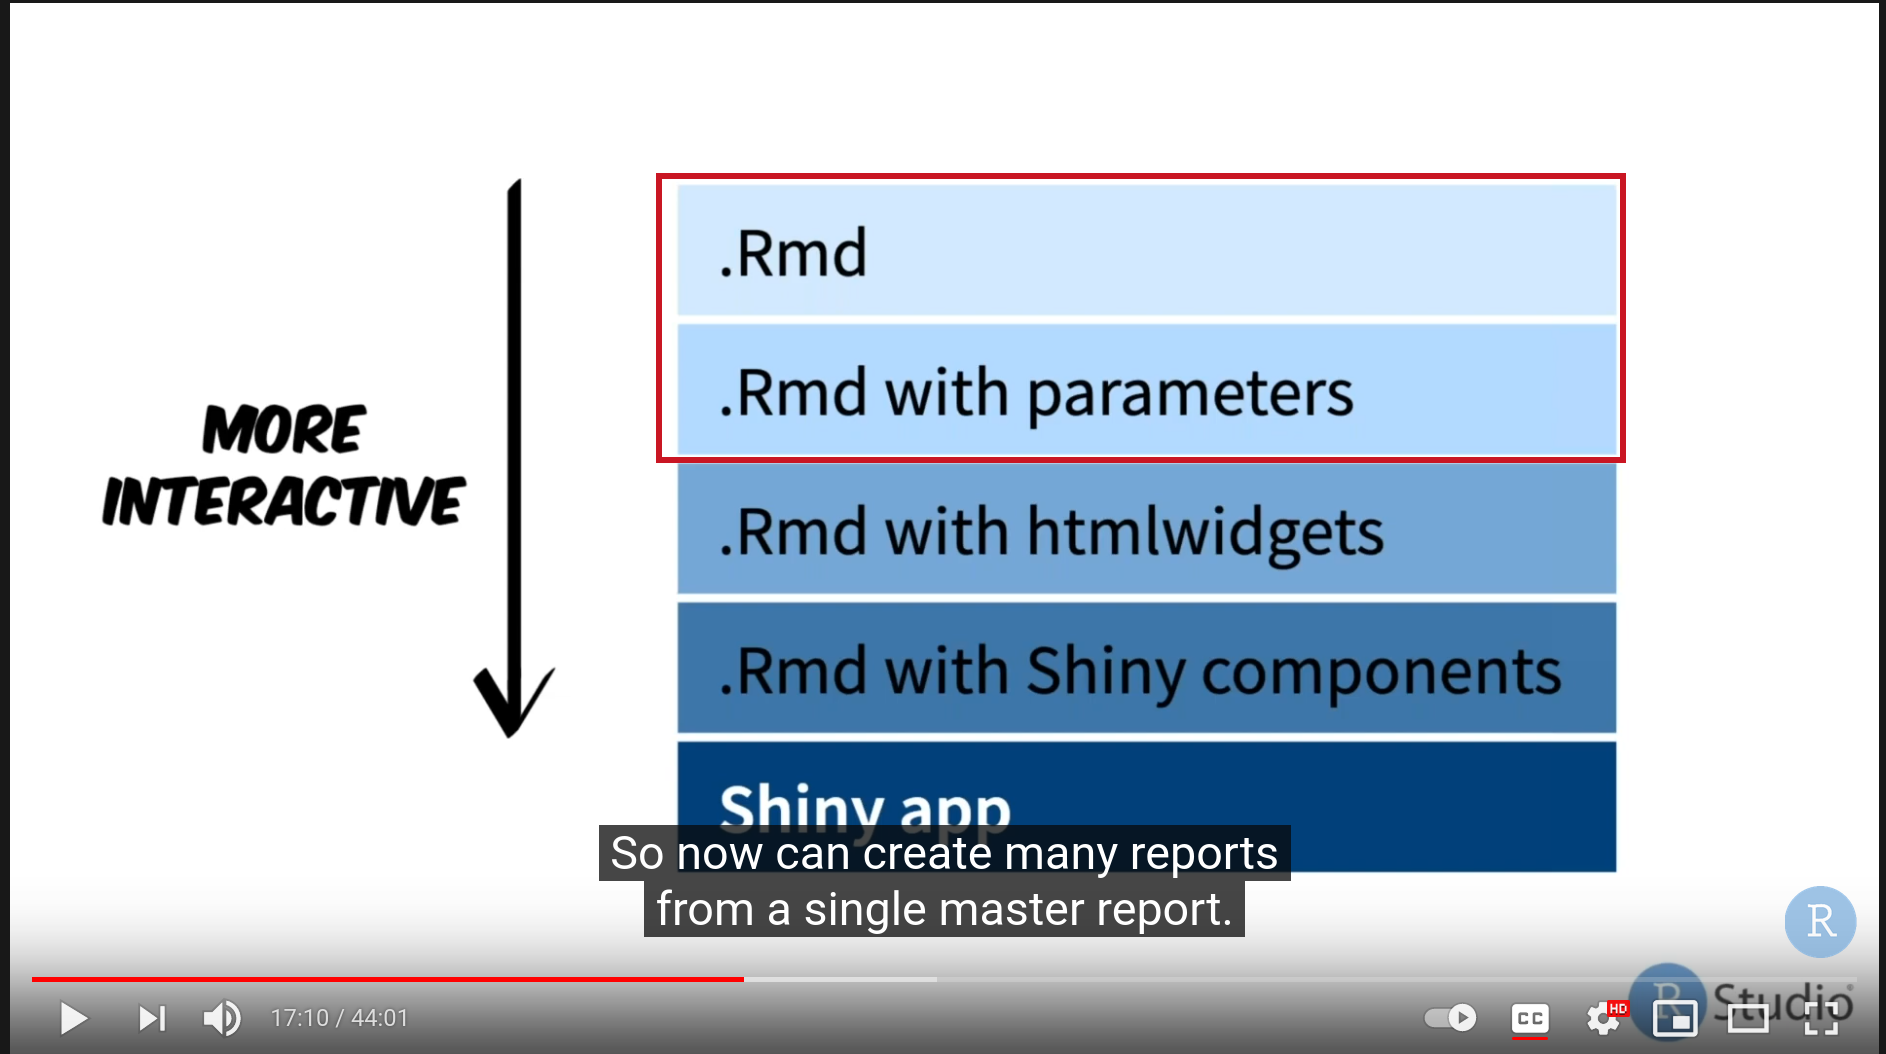 .Rmd
.Rmd with parameters
MORE
INTERACTIVE
.Rmd with htmlwidgets
.Rmd with Shiny components
Shiny app
So now can create many reports
from a single master report.
R
R Studio®
17:10 / 44:01
CC
HD